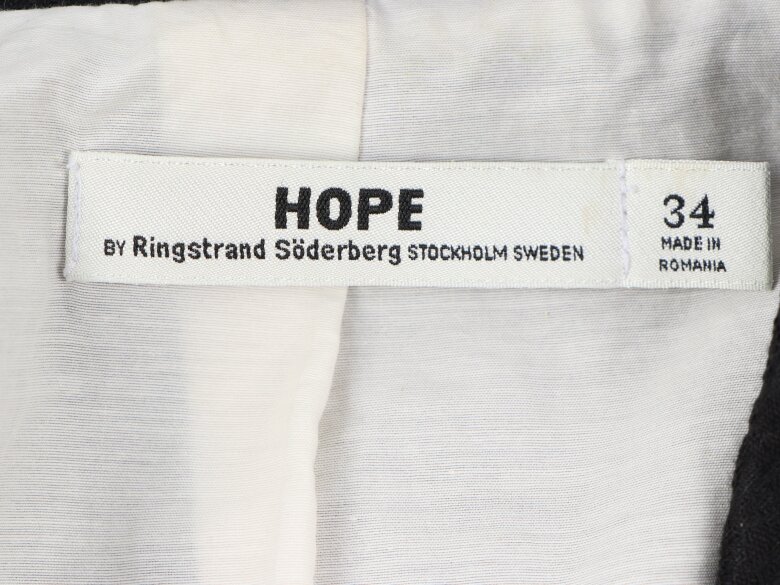 HOPE
BY Ringstrand Söderberg STOCKHOLM SWEDEN
34
MADE IN
ROMANIA